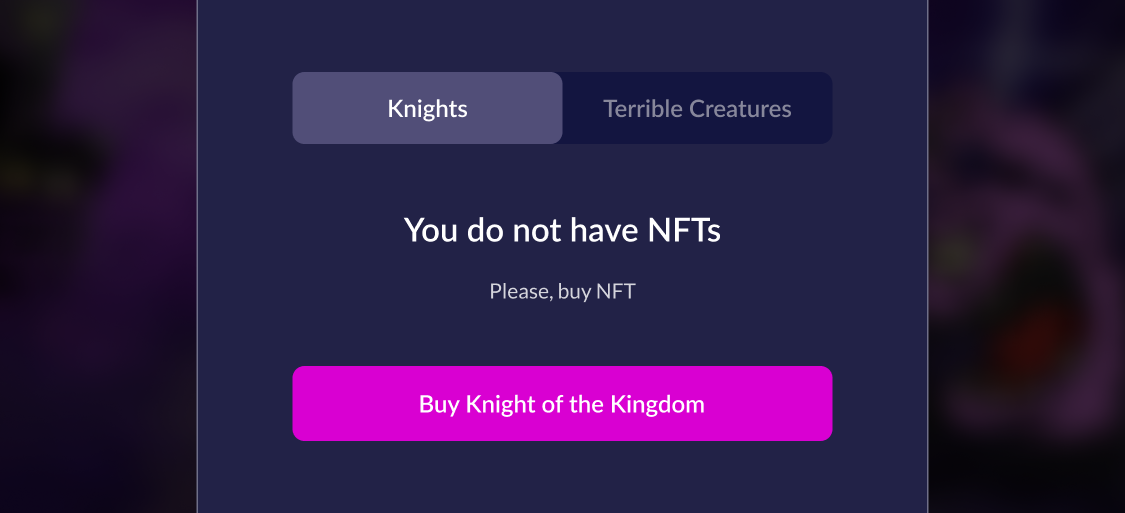 Knights
Terrible Creatures
You do not have NFTs
Please, buy NFT
Buy Knight of the Kingdom